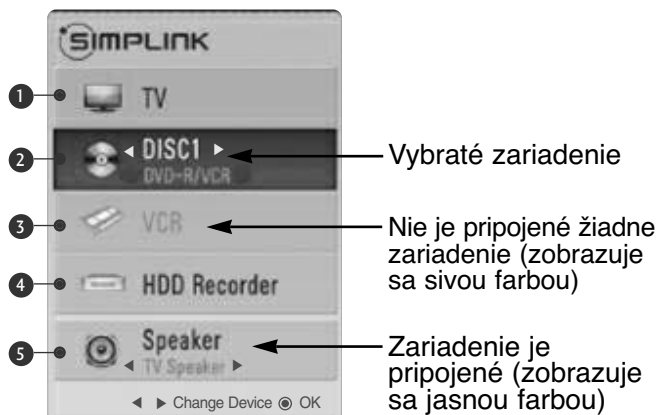 SIMPLINK
1 TV
2 ◀ DISC1 ▶
DVD-R/VCR
Vybraté zariadenie
3 VCR
Nie je pripojené žiadne
zariadenie (zobrazuje
sa sivou farbou)
4 HDD Recorder
5 Speaker
◀ TV Speaker ▶
Zariadenie je
pripojené (zobrazuje
sa jasnou farbou)
◀ ▶ Change Device ◉ OK